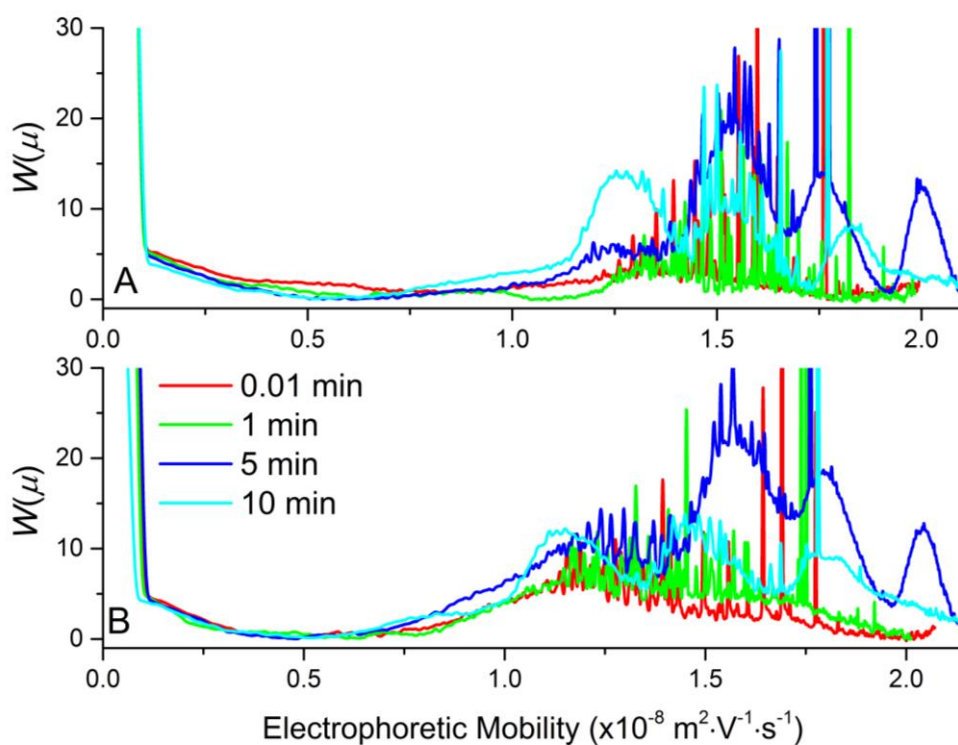 30
20
10
0
W(μ)
A
0.0 0.5 1.0 1.5 2.0
30
20
10
0
W(μ)
B
0.01 min
1 min
5 min
10 min
0.0 0.5 1.0 1.5 2.0
Electrophoretic Mobility (x10⁻⁸ m²·V⁻¹·s⁻¹)